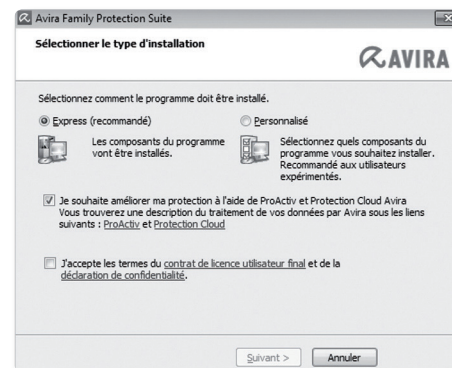 Avira Family Protection Suite
Sélectionner le type d'installation
AVIRA
Sélectionnez comment le programme doit être installé.
Express (recommandé)
Les composants du programme
vont être installés.
Personnalisé
Sélectionnez quels composants du
programme vous souhaitez installer.
Recommandé aux utilisateurs
expérimentés.
Je souhaite améliorer ma protection à l'aide de ProActiv et Protection Cloud Avira
Vous trouverez une description du traitement de vos données par Avira sous les liens
suivants : ProActiv et Protection Cloud
J'accepte les termes du contrat de licence utilisateur final et de la
déclaration de confidentialité.
Suivant >
Annuler